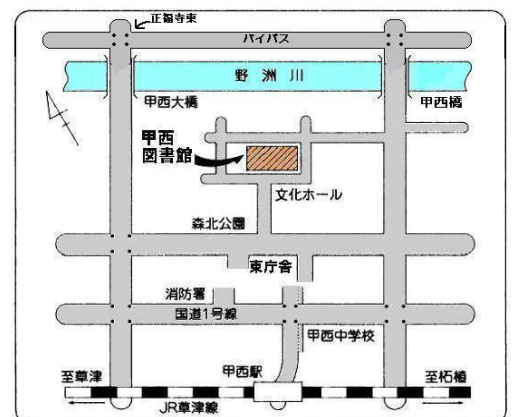 正福寺東
バイパス
野洲川
甲西大橋
甲西橋
甲西
図書館
文化ホール
森北公園
東庁舎
消防署
国道1号線
甲西中学校
甲西駅
至草津
至柘植
JR草津線